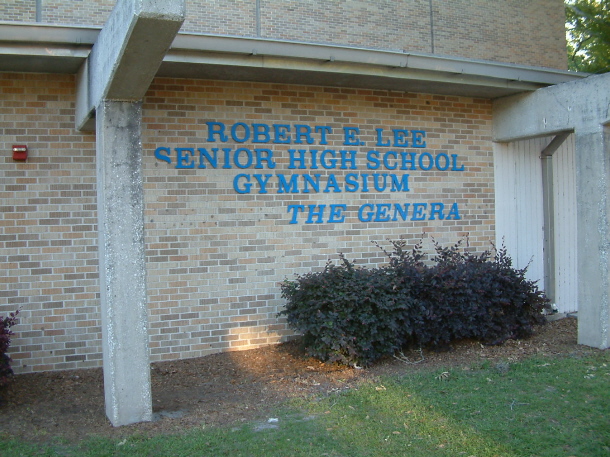 ROBERT E. LEE
SENIOR HIGH SCHOOL
GYMNASIUM
THE GENERA